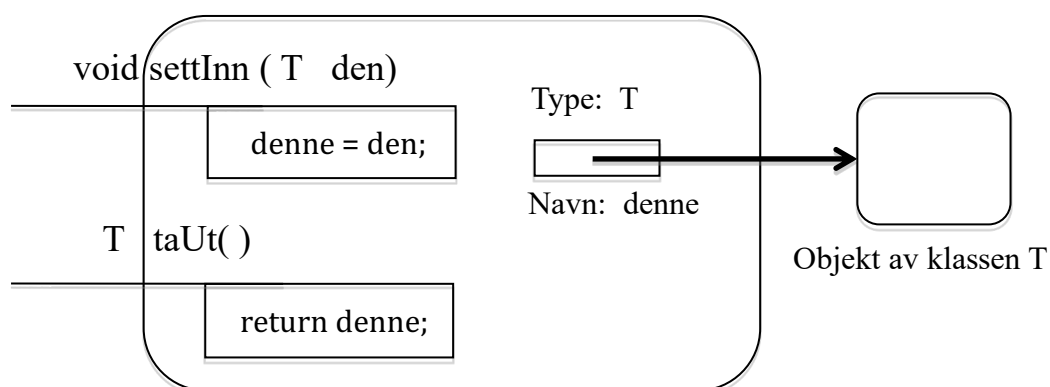 void settInn ( T den)
denne = den;
Type: T
Navn: denne
T taUt( )
return denne;
Objekt av klassen T